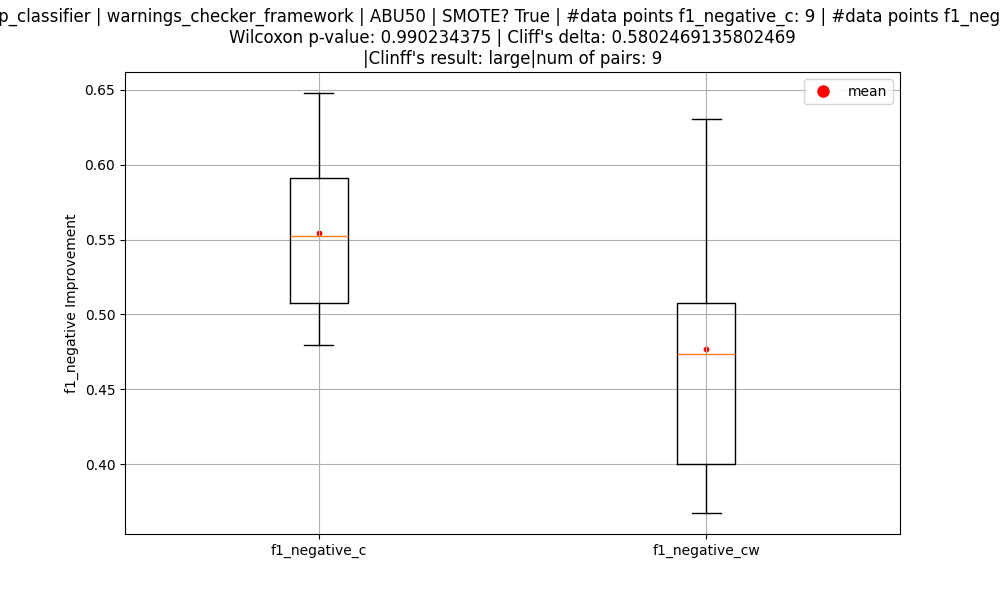 p_classifier | warnings_checker_framework | ABU50 | SMOTE? True | #data points f1_negative_c: 9 | #data points f1_neg
Wilcoxon p-value: 0.990234375 | Cliff's delta: 0.5802469135802469
|Clinff's result: large|num of pairs: 9
mean
0.65
0.60
0.55
0.50
0.45
0.40
f1_negative Improvement
f1_negative_c
f1_negative_cw